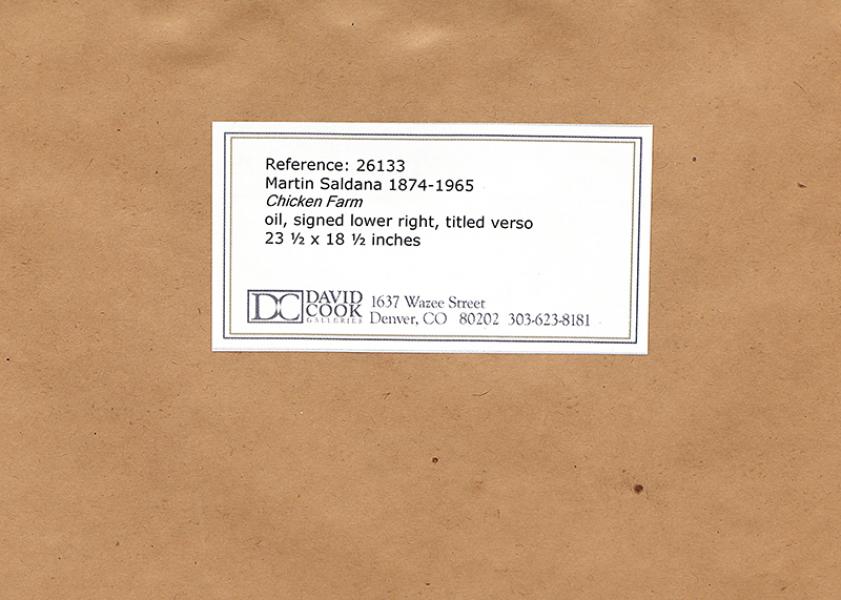 Reference: 26133
Martin Saldana 1874-1965
Chicken Farm
oil, signed lower right, titled verso
23 ½ x 18 ½ inches
DC DAVID COOK GALLERIES
1637 Wazee Street
Denver, CO 80202 303-623-8181